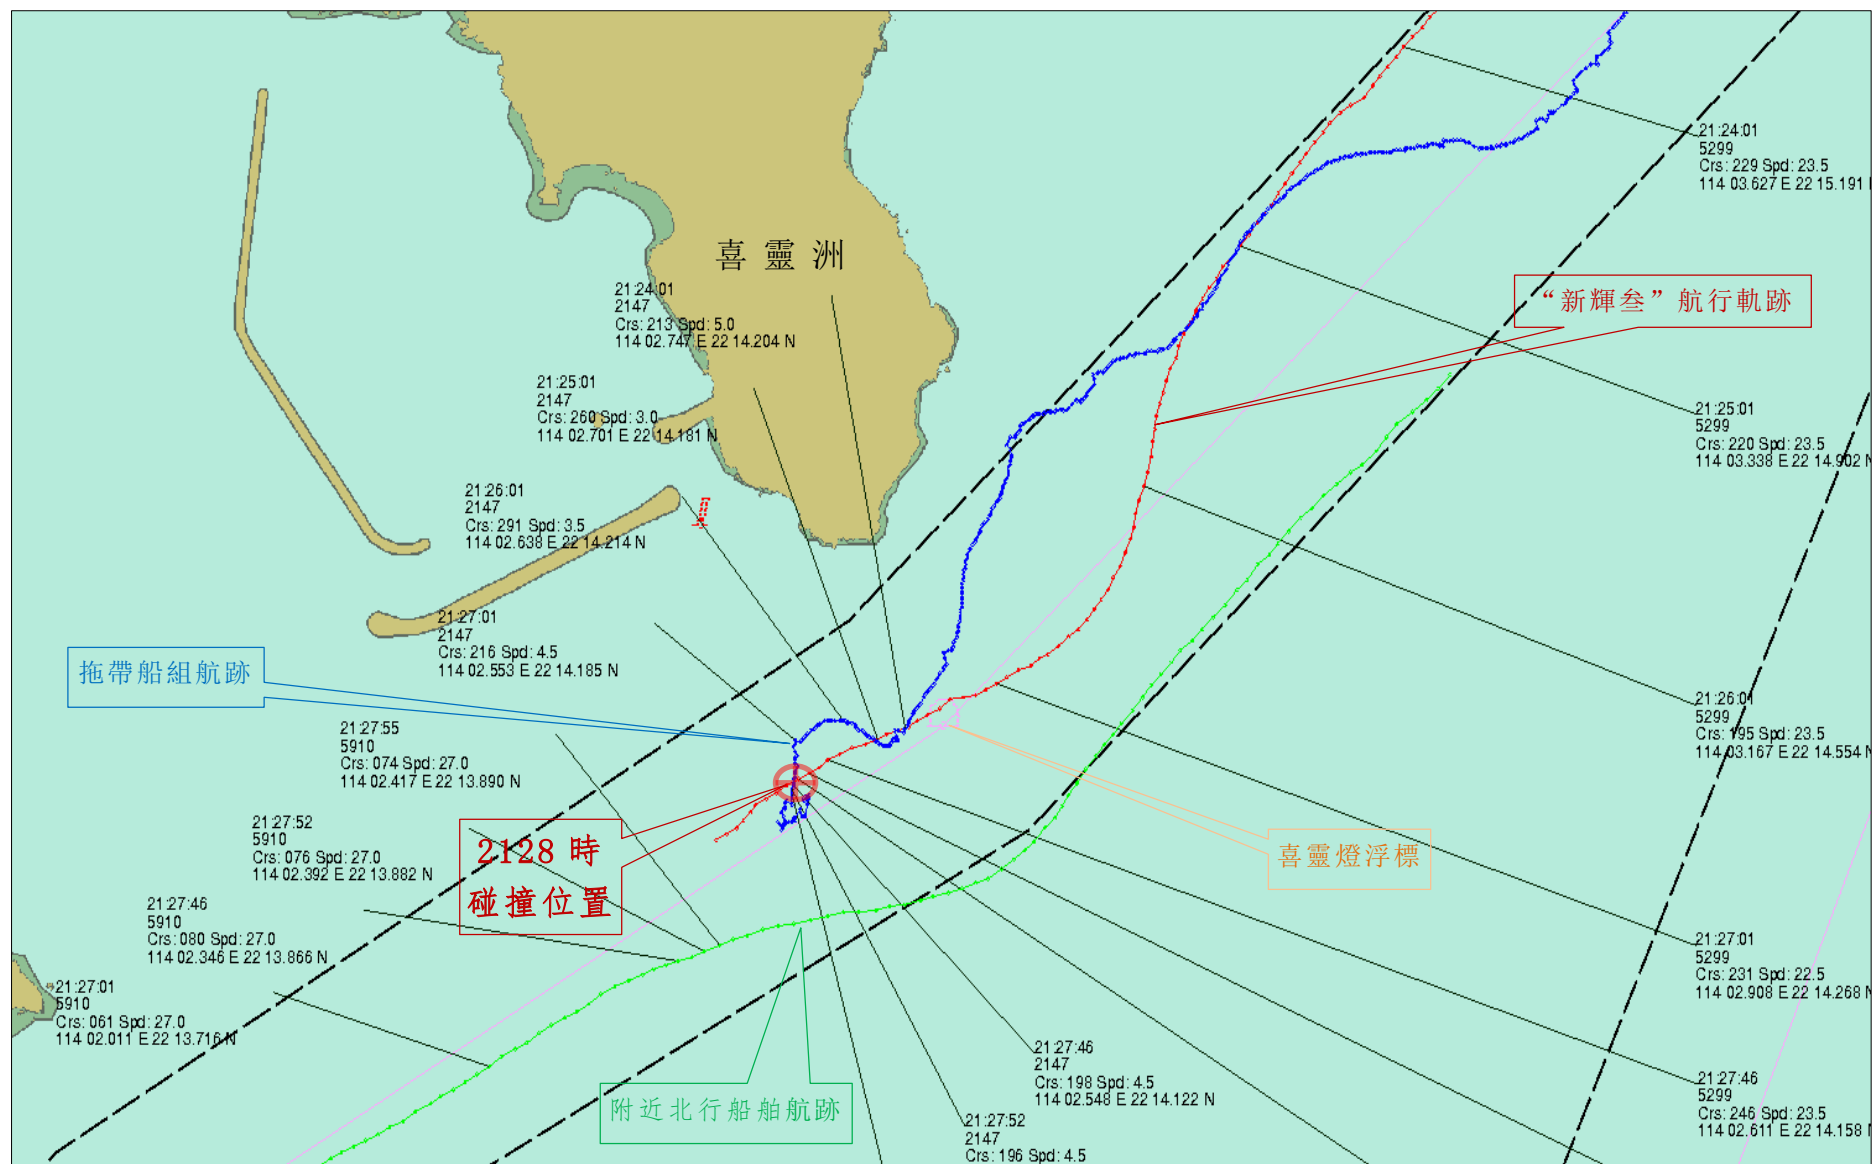 21:24:01
5299
Crs: 229 Spd: 23.5
114 03.627 E 22 15.191
喜靈洲
21:24:01
2147
Crs: 213 Spd: 5.0
114 02.747 E 22 14.204 N
“新輝叁”航行軌跡
21:25:01
2147
Crs: 260 Spd: 3.0
114 02.701 E 22 14.181 N
21:25:01
5299
Crs: 220 Spd: 23.5
114 03.338 E 22 14.902 N
21:26:01
2147
Crs: 291 Spd: 3.5
114 02.638 E 22 14.214 N
21:27:01
2147
Crs: 216 Spd: 4.5
114 02.553 E 22 14.185 N
拖帶船組航跡
21:26:01
5299
Crs: 195 Spd: 23.5
114 03.167 E 22 14.554 N
21:27:55
5910
Crs: 074 Spd: 27.0
114 02.417 E 22 13.890 N
21:27:52
5910
Crs: 076 Spd: 27.0
114 02.392 E 22 13.882 N
2128 時
碰撞位置
喜靈燈浮標
21:27:46
5910
Crs: 080 Spd: 27.0
114 02.346 E 22 13.866 N
21:27:01
5299
Crs: 231 Spd: 22.5
114 02.908 E 22 14.268 N
21:27:01
5910
Crs: 061 Spd: 27.0
114 02.011 E 22 13.716 N
21:27:46
2147
Crs: 198 Spd: 4.5
114 02.548 E 22 14.122 N
21:27:46
5299
Crs: 246 Spd: 23.5
114 02.611 E 22 14.158 N
附近北行船舶航跡
21:27:52
2147
Crs: 196 Spd: 4.5